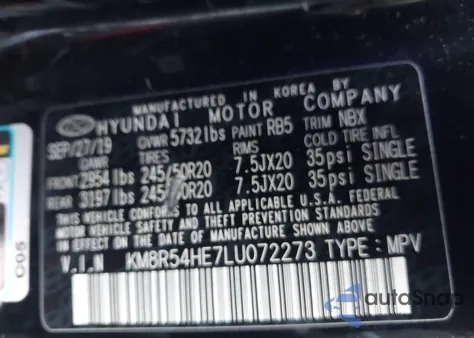 MANUFACTURED IN KOREA BY
HYUNDAI MOTOR COMPANY
SEP/27/19 GVWR 5732lbs PAINT RB5 TRIM NBX
GAWR TIRES RIMS COLD TIRE INFL
FRONT 2954 lbs 245/50R20 7.5JX20 35psi SINGLE
REAR 3197 lbs 245/50R20 7.5JX20 35psi SINGLE
THIS VEHICLE CONFORMS TO ALL APPLICABLE U.S.A. FEDERAL
MOTOR VEHICLE SAFETY AND THEFT PREVENTION STANDARDS
IN EFFECT ON THE DATE OF MANUFACTURE SHOWN ABOVE.
V.I.N KM8R54HE7LU072273 TYPE : MPV
C05
autoSnap